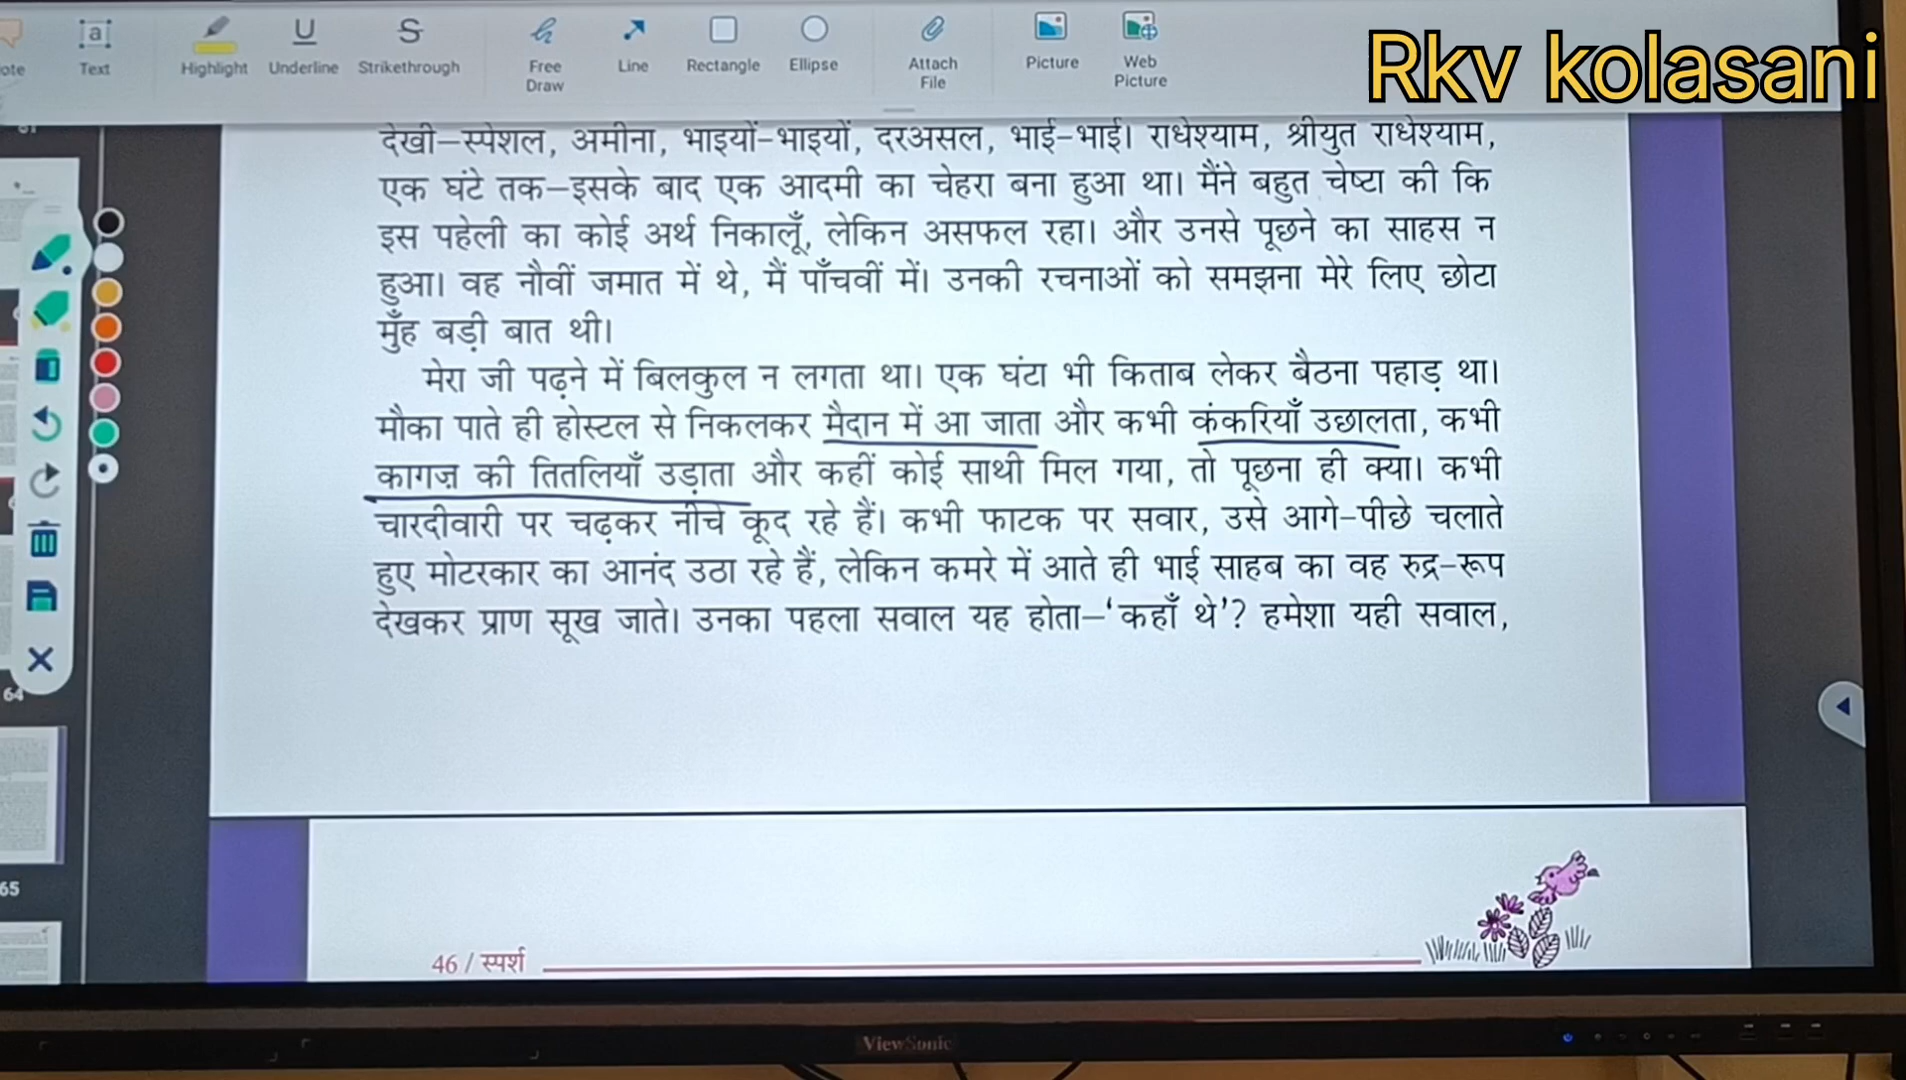 Rkv kolasani
ote
Text
Highlight
Underline
Strikethrough
Free Draw
Line
Rectangle
Ellipse
Attach File
Picture
Web Picture
देखी—स्पेशल, अमीना, भाइयों-भाइयों, दरअसल, भाई-भाई। राधेश्याम, श्रीयुत राधेश्याम,
एक घंटे तक—इसके बाद एक आदमी का चेहरा बना हुआ था। मैंने बहुत चेष्टा की कि
इस पहेली का कोई अर्थ निकालूँ, लेकिन असफल रहा। और उनसे पूछने का साहस न
हुआ। वह नौवीं जमात में थे, मैं पाँचवीं में। उनकी रचनाओं को समझना मेरे लिए छोटा
मुँह बड़ी बात थी।
मेरा जी पढ़ने में बिलकुल न लगता था। एक घंटा भी किताब लेकर बैठना पहाड़ था।
मौका पाते ही होस्टल से निकलकर मैदान में आ जाता और कभी कंकरियाँ उछालता, कभी
कागज़ की तितलियाँ उड़ाता और कहीं कोई साथी मिल गया, तो पूछना ही क्या। कभी
चारदीवारी पर चढ़कर नीचे कूद रहे हैं। कभी फाटक पर सवार, उसे आगे-पीछे चलाते
हुए मोटरकार का आनंद उठा रहे हैं, लेकिन कमरे में आते ही भाई साहब का वह रुद्र-रूप
देखकर प्राण सूख जाते। उनका पहला सवाल यह होता—‘कहाँ थे’? हमेशा यही सवाल,
64
65
46 / स्पर्श
ViewSonic